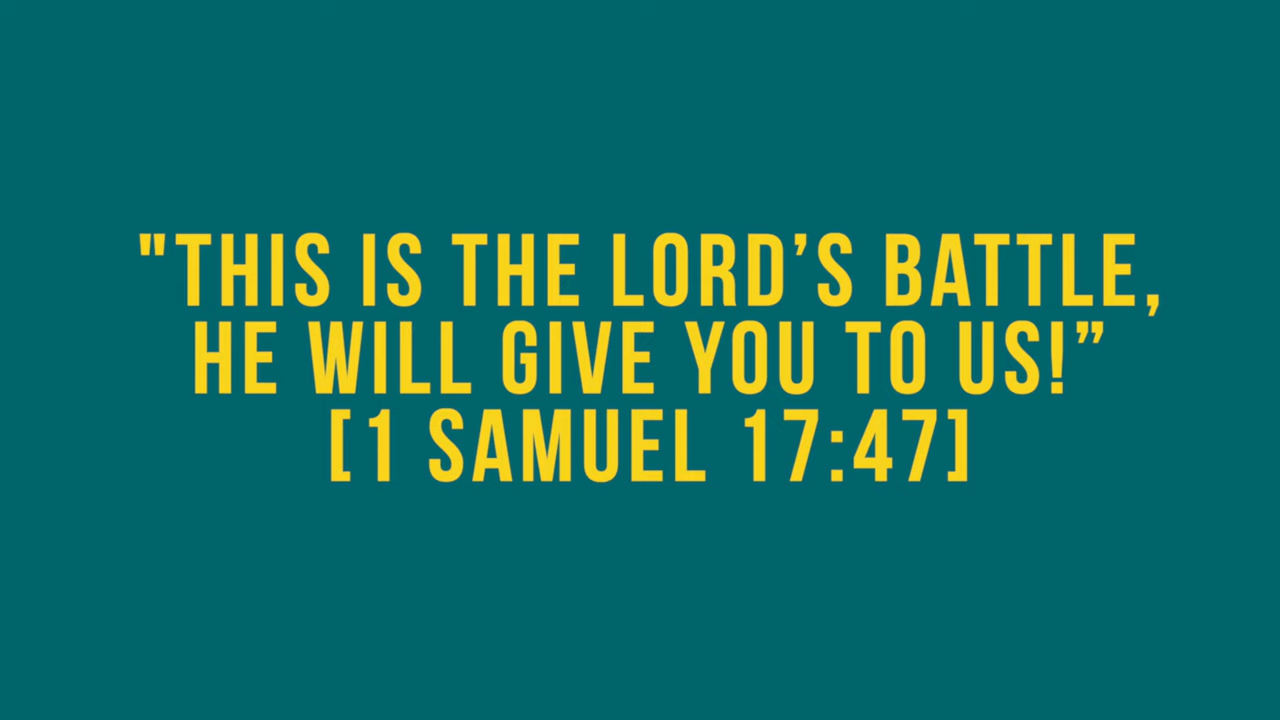 "THIS IS THE LORD’S BATTLE,
HE WILL GIVE YOU TO US!”
[1 SAMUEL 17:47]